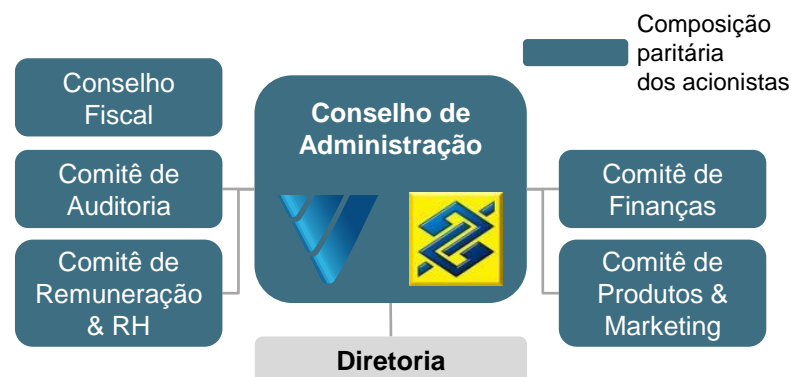 Composição
paritária
dos acionistas
Conselho
Fiscal
Conselho de
Administração
Comitê de
Auditoria
Comitê de
Finanças
Comitê de
Remuneração
& RH
Comitê de
Produtos &
Marketing
Diretoria